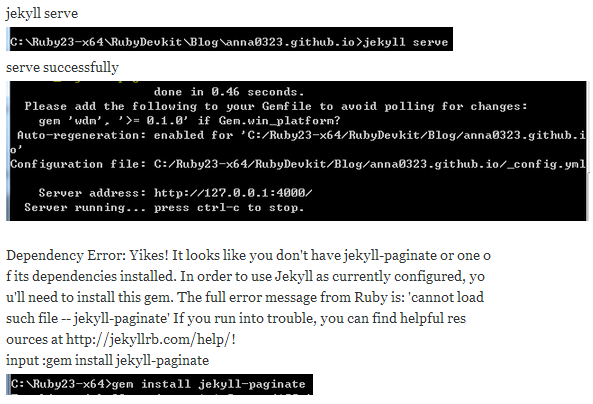 jekyll serve
C:\Ruby23-x64\RubyDevkit\Blog\anna0323.github.io>jekyll serve
serve successfully
done in 0.46 seconds.
Please add the following to your Gemfile to avoid polling for changes:
gem 'wdm', '>= 0.1.0' if Gem.win_platform?
Auto-regeneration: enabled for 'C:/Ruby23-x64/RubyDevkit/Blog/anna0323.github.i
o'
Configuration file: C:/Ruby23-x64/RubyDevkit/Blog/anna0323.github.io/_config.yml
Server address: http://127.0.0.1:4000/
Server running... press ctrl-c to stop.
Dependency Error: Yikes! It looks like you don't have jekyll-paginate or one o
f its dependencies installed. In order to use Jekyll as currently configured, yo
u'll need to install this gem. The full error message from Ruby is: 'cannot load
such file -- jekyll-paginate' If you run into trouble, you can find helpful res
ources at http://jekyllrb.com/help/!
input :gem install jekyll-paginate
C:\Ruby23-x64>gem install jekyll-paginate